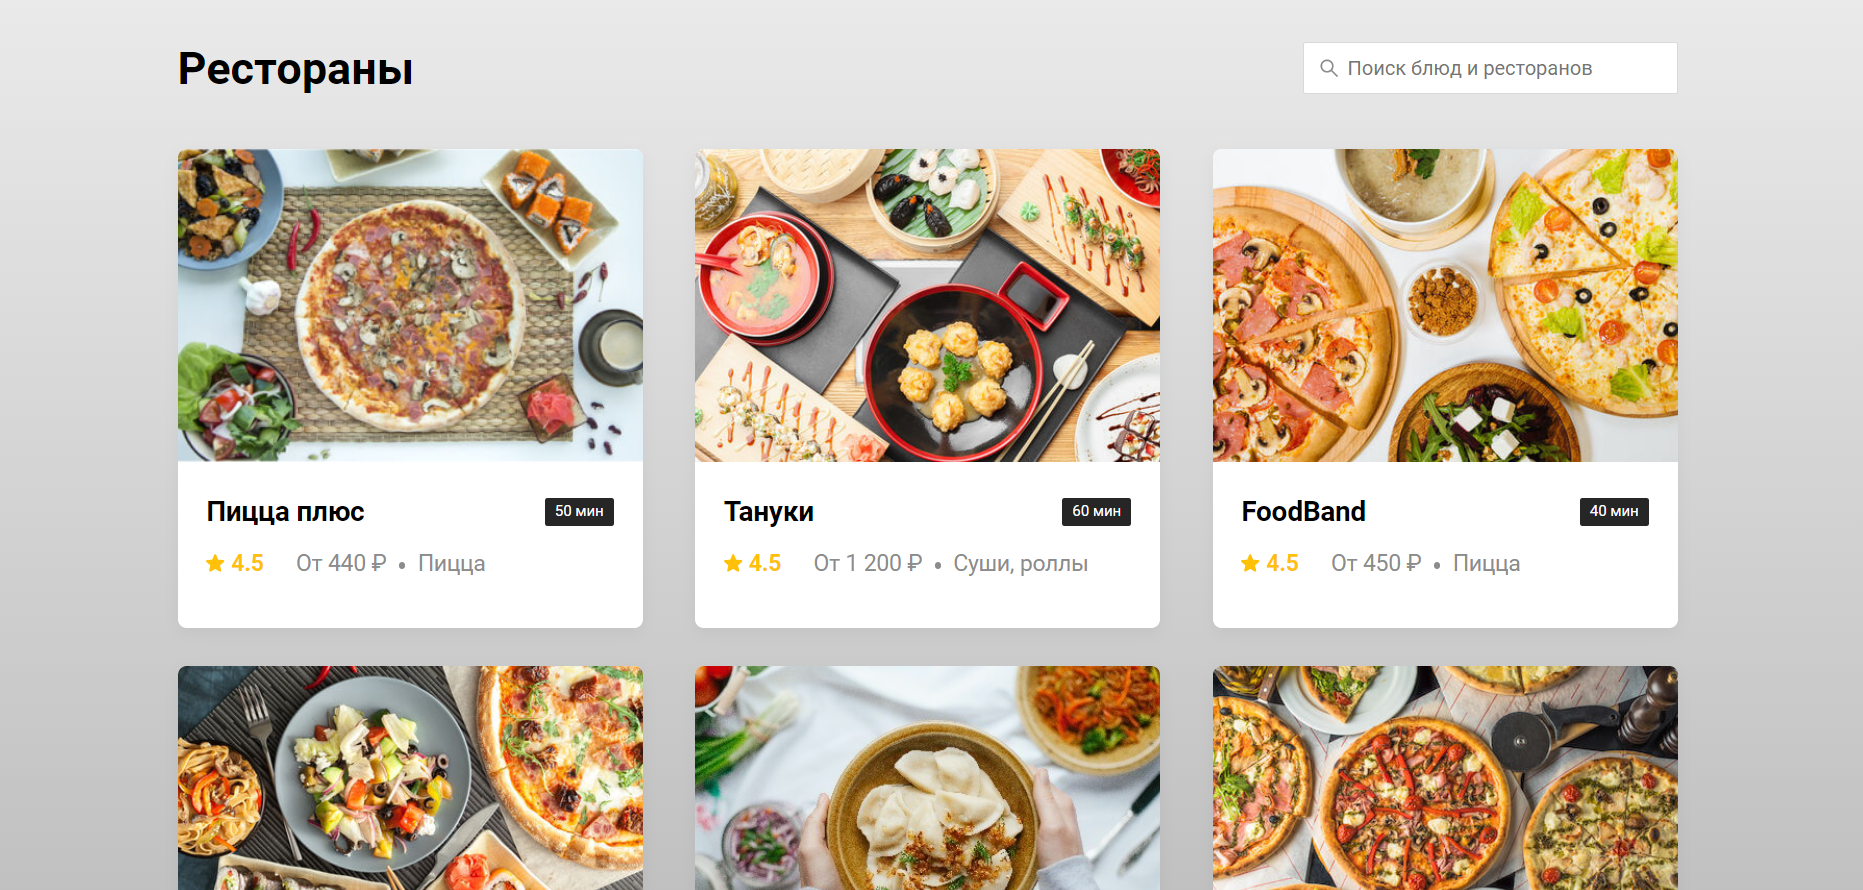 Рестораны
Поиск блюд и ресторанов
Пицца плюс
50 мин
4.5 От 440 ₽ • Пицца
Тануки
60 мин
4.5 От 1 200 ₽ • Суши, роллы
FoodBand
40 мин
4.5 От 450 ₽ • Пицца